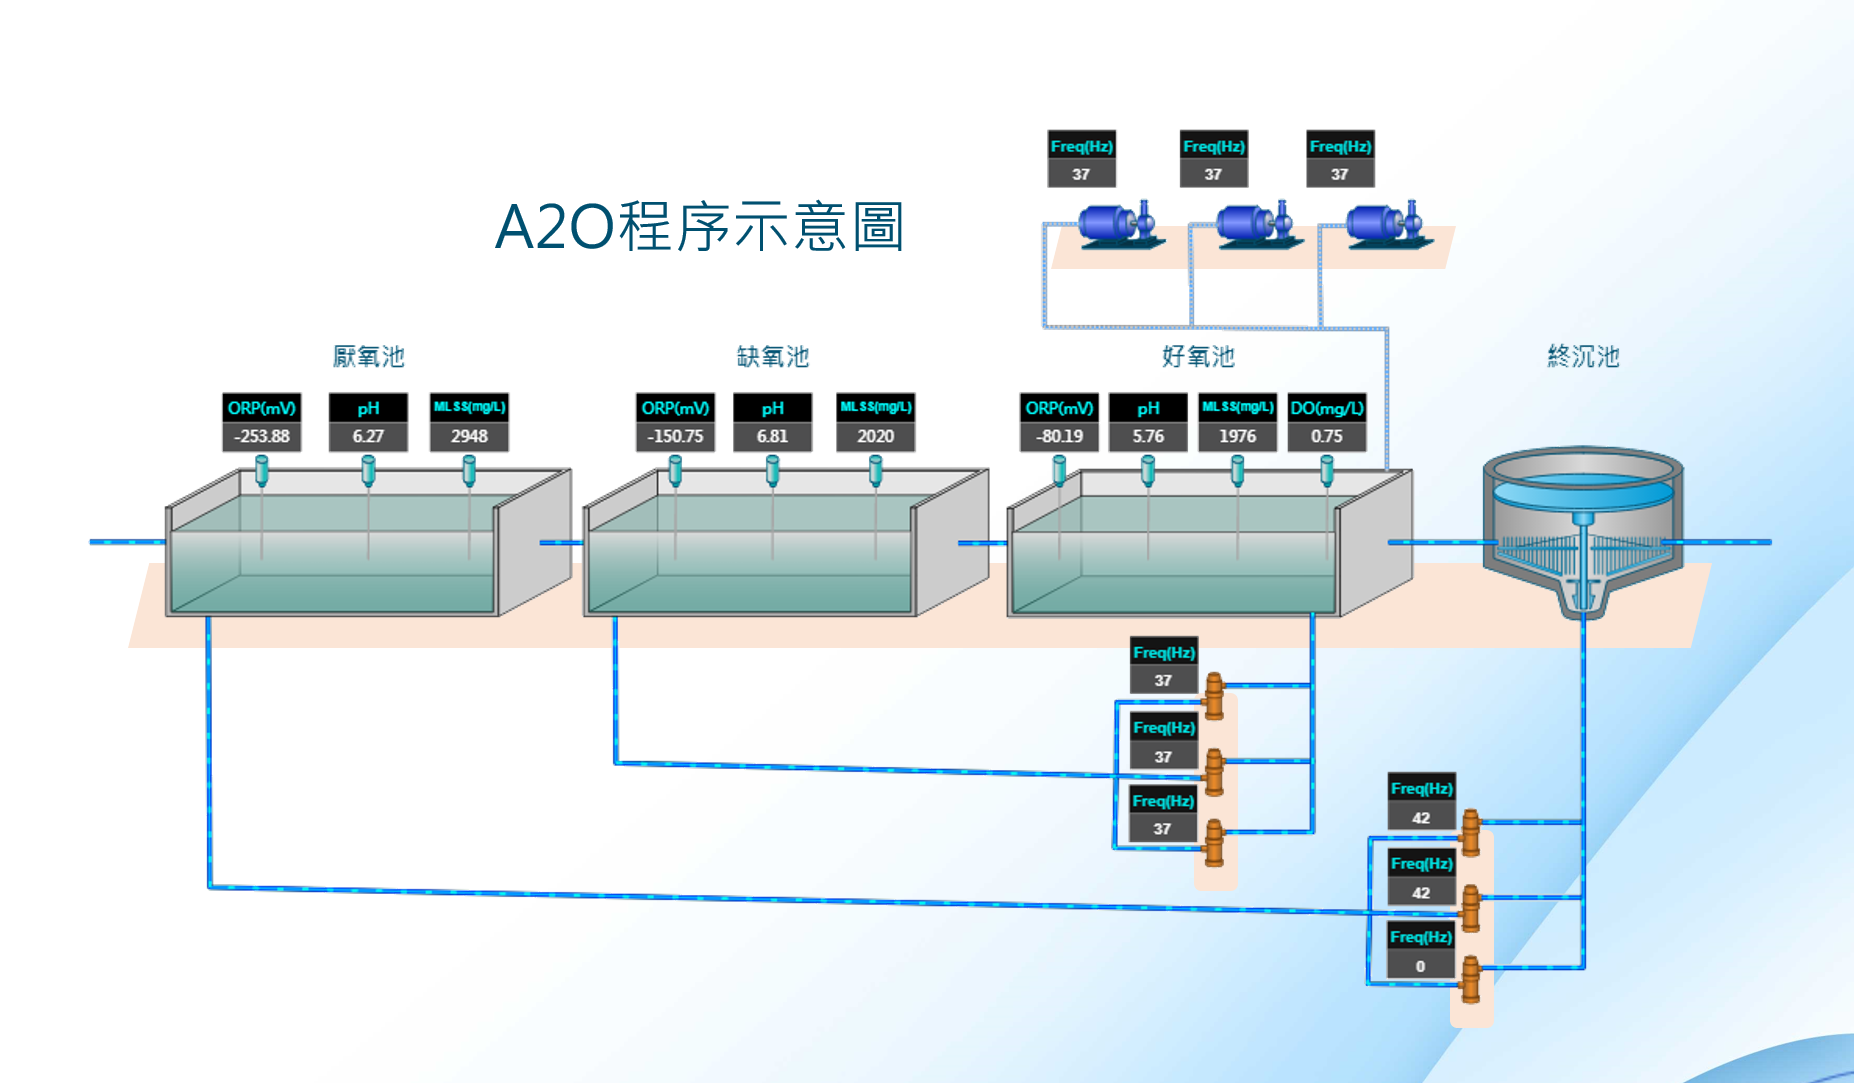 Freq(Hz) Freq(Hz) Freq(Hz)
37 37 37
A2O程序示意圖
厭氧池 缺氧池 好氧池 終沉池
ORP(mV) pH MLSS(mg/L) ORP(mV) pH MLSS(mg/L) ORP(mV) pH MLSS(mg/L) DO(mg/L)
-253.88 6.27 2948 -150.75 6.81 2020 -80.19 5.76 1976 0.75
Freq(Hz)
37
Freq(Hz)
37
Freq(Hz)
37
Freq(Hz)
42
Freq(Hz)
42
Freq(Hz)
0